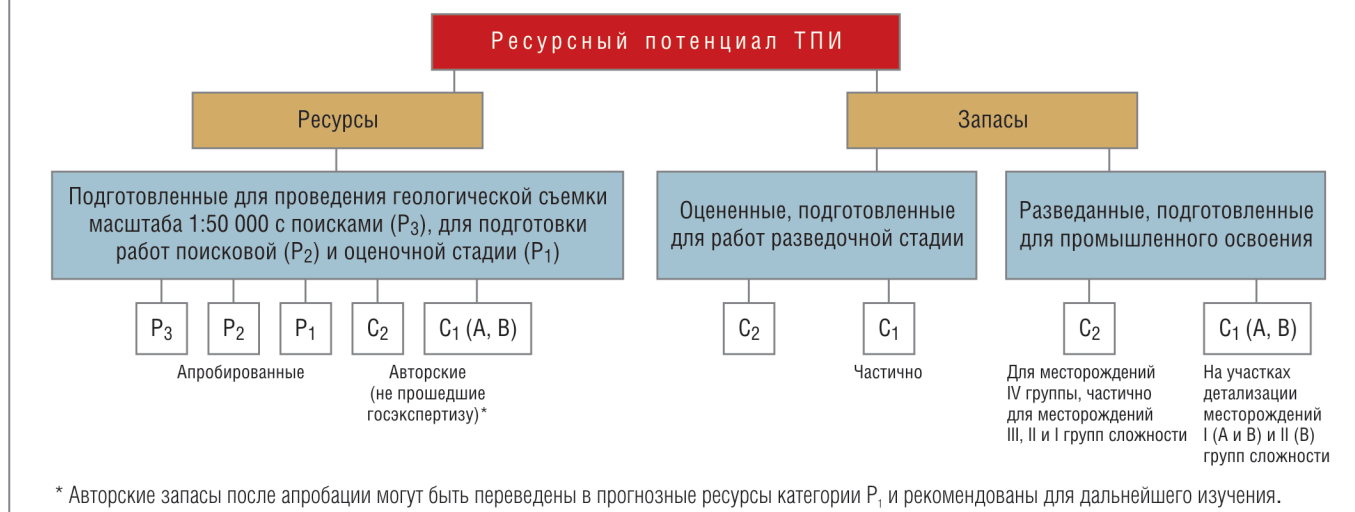 Ресурсный потенциал ТПИ
Ресурсы
Запасы
Подготовленные для проведения геологической съемки
масштаба 1:50 000 с поисками (P₃), для подготовки
работ поисковой (P₂) и оценочной стадии (P₁)
Оцененные, подготовленные
для работ разведочной стадии
Разведанные, подготовленные
для промышленного освоения
P₃
P₂
P₁
C₂
C₁ (A, B)
C₂
C₁
C₂
C₁ (A, B)
Апробированные
Авторские
(не прошедшие
госэкспертизу)*
Частично
Для месторождений
IV группы, частично
для месторождений
III, II и I групп сложности
На участках
детализации
месторождений
I (A и B) и II (B)
групп сложности
* Авторские запасы после апробации могут быть переведены в прогнозные ресурсы категории P₁ и рекомендованы для дальнейшего изучения.